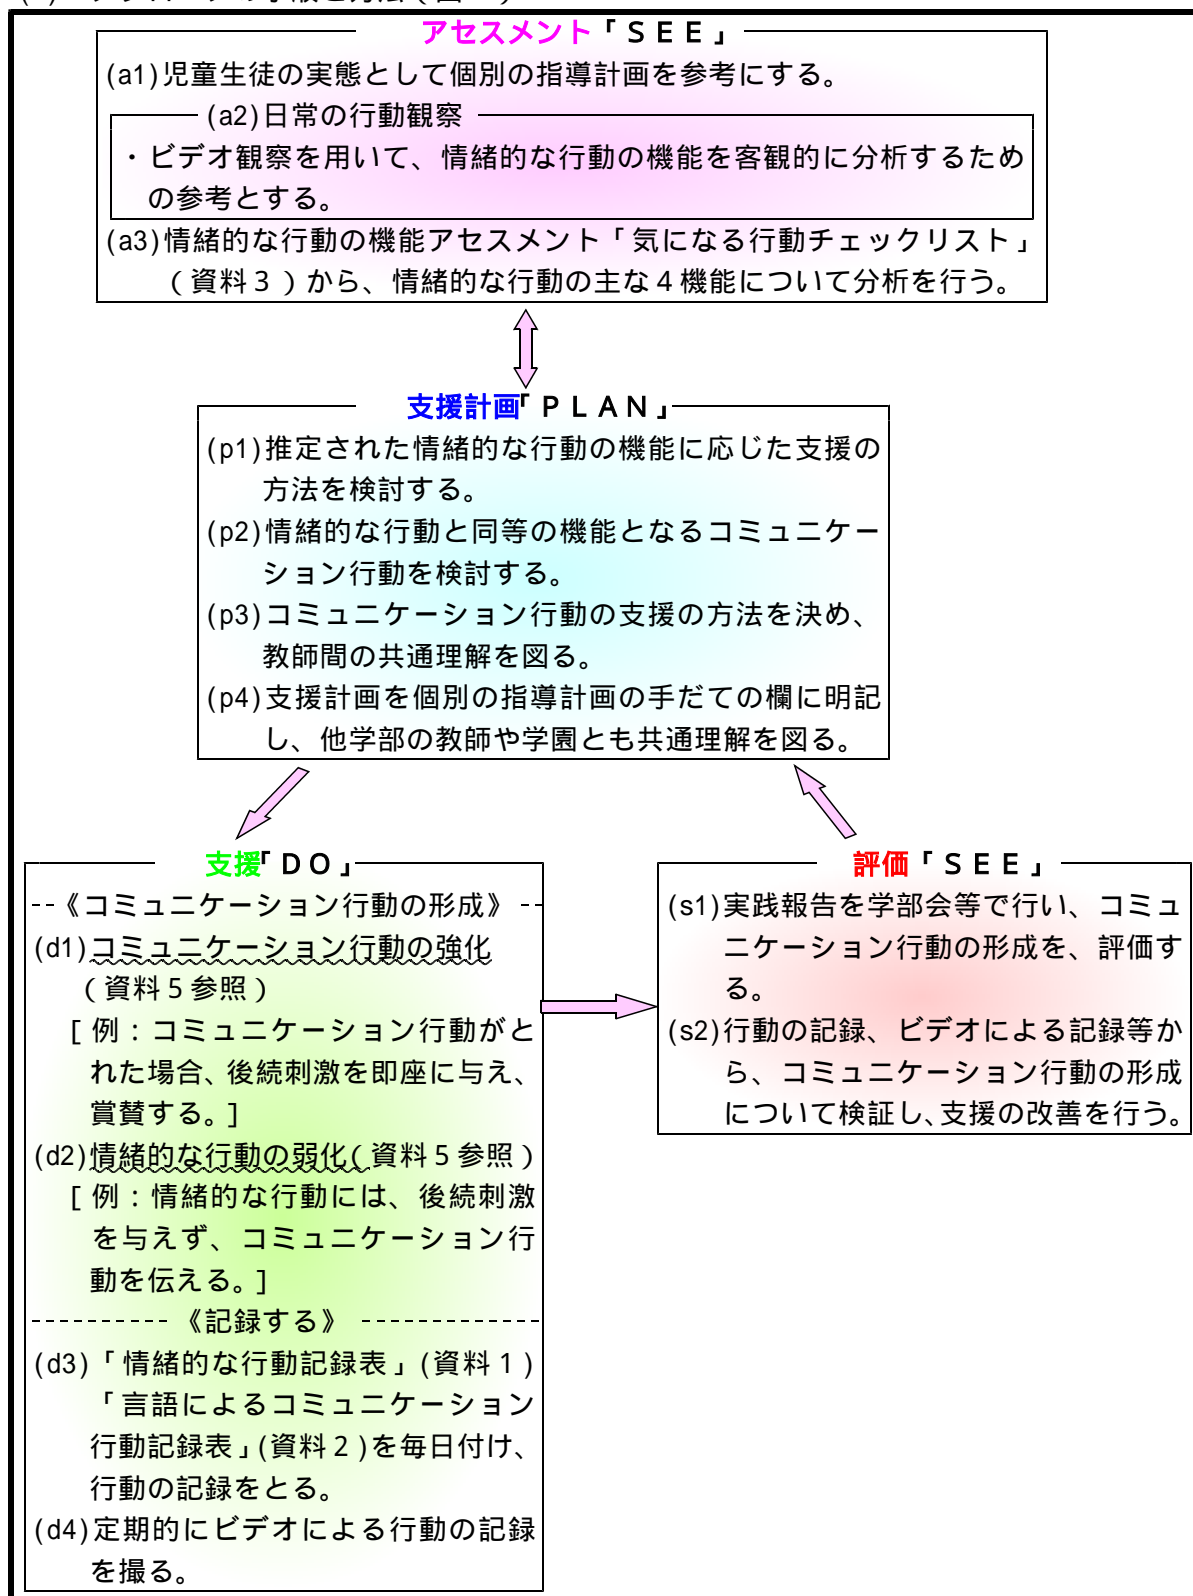 アセスメント「ＳＥＥ」
(a1)児童生徒の実態として個別の指導計画を参考にする。
(a2)日常の行動観察
・ビデオ観察を用いて、情緒的な行動の機能を客観的に分析するため
の参考とする。
(a3)情緒的な行動の機能アセスメント「気になる行動チェックリスト」
（資料３）から、情緒的な行動の主な４機能について分析を行う。
支援計画「ＰＬＡＮ」
(p1)推定された情緒的な行動の機能に応じた支援の
方法を検討する。
(p2)情緒的な行動と同等の機能となるコミュニケー
ション行動を検討する。
(p3)コミュニケーション行動の支援の方法を決め、
教師間の共通理解を図る。
(p4)支援計画を個別の指導計画の手だての欄に明記
し、他学部の教師や学園とも共通理解を図る。
支援「ＤＯ」
《コミュニケーション行動の形成》
(d1)コミュニケーション行動の強化
（資料５参照）
[例：コミュニケーション行動がと
れた場合、後続刺激を即座に与え、
賞賛する。]
(d2)情緒的な行動の弱化（資料５参照）
[例：情緒的な行動には、後続刺激
を与えず、コミュニケーション行
動を伝える。]
《記録する》
(d3)「情緒的な行動記録表」(資料１)
「言語によるコミュニケーション
行動記録表」(資料２)を毎日付け、
行動の記録をとる。
(d4)定期的にビデオによる行動の記録
を撮る。
評価「ＳＥＥ」
(s1)実践報告を学部会等で行い、コミュ
ニケーション行動の形成を、評価す
る。
(s2)行動の記録、ビデオによる記録等か
ら、コミュニケーション行動の形成
について検証し、支援の改善を行う。